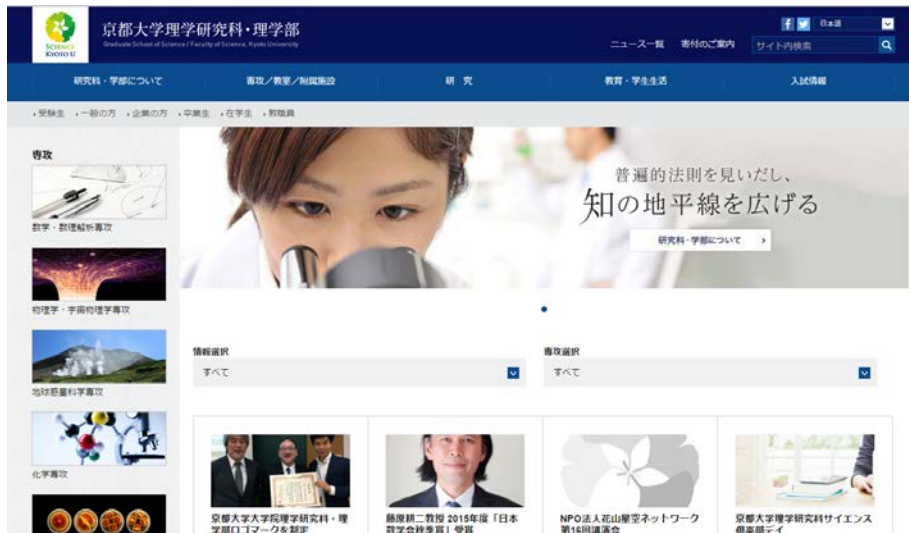 SCIENCE
KYOTO U
京都大学理学研究科・理学部
Graduate School of Science / Faculty of Science, Kyoto University
ニュース一覧 寄付のご案内
日本語
サイト内検索
研究科・学部について 専攻／教室／附属施設 研 究 教育・学生生活 入試情報
受験生 一般の方 企業の方 卒業生 在学生 教職員
専攻
数学・数理解析専攻
物理学・宇宙物理学専攻
地球惑星科学専攻
化学専攻
普遍的法則を見いだし、
知の地平線を広げる
研究科・学部について
情報選択
すべて
専攻選択
すべて
京都大学大学院理学研究科・理
学部ロゴマークを制定
藤原耕二教授 2015年度「日本
数学会秋季賞」受賞
NPO法人花山星空ネットワーク
第16回講演会
京都大学理学研究科サイエンス
倶楽部デイ